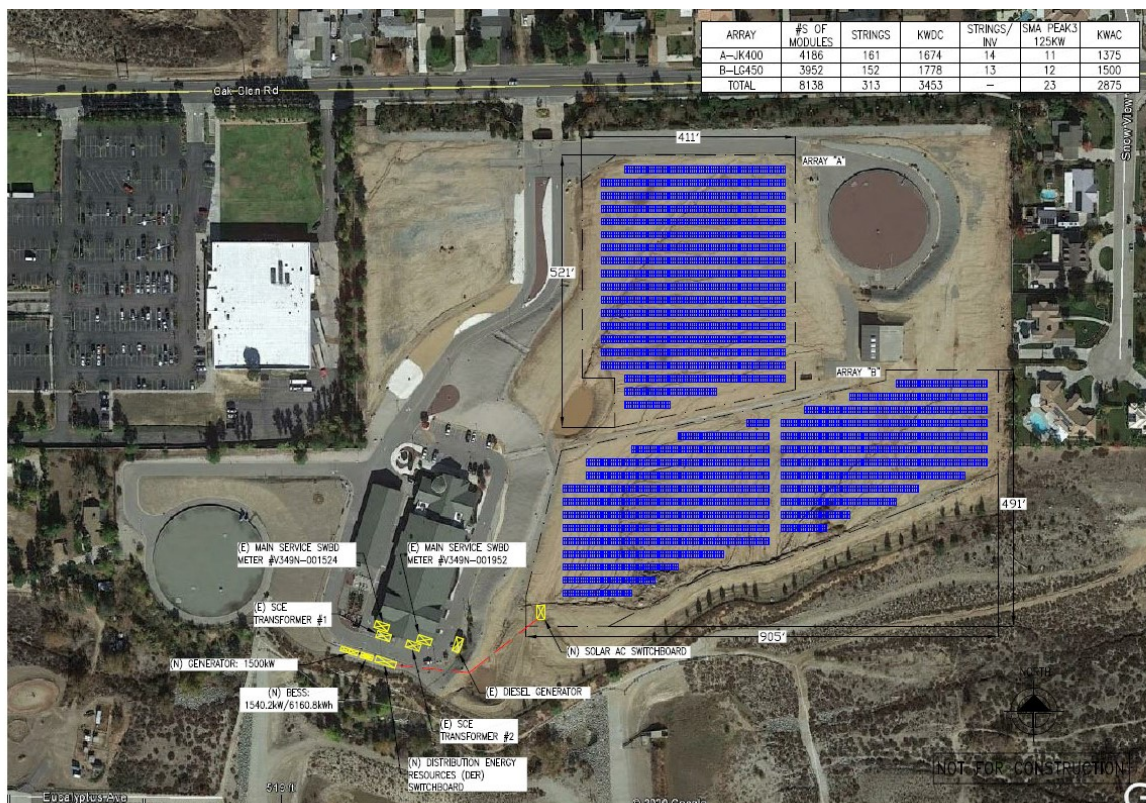 ARRAY #S OF MODULES STRINGS KWDC STRINGS/ INV SMA PEAK3 125KW KWAC
A-JK400 4186 161 1674 14 11 1375
B-LG450 3952 152 1778 13 12 1500
TOTAL 8138 313 3453 - 23 2875
Oak Glen Rd
Snow View
411'
ARRAY "A"
521'
ARRAY "B"
491'
(E) MAIN SERVICE SWBD
METER #V349N-001524
(E) MAIN SERVICE SWBD
METER #V349N-001952
(E) SCE
TRANSFORMER #1
905'
(N) SOLAR AC SWITCHBOARD
(N) GENERATOR: 1500kW
(E) DIESEL GENERATOR
(N) BESS:
1540.2kW/6160.8kWh
(E) SCE
TRANSFORMER #2
(N) DISTRIBUTION ENERGY
RESOURCES (DER)
SWITCHBOARD
NOT FOR CONSTRUCTION
Eucalyptus Ave
© 2020 Google